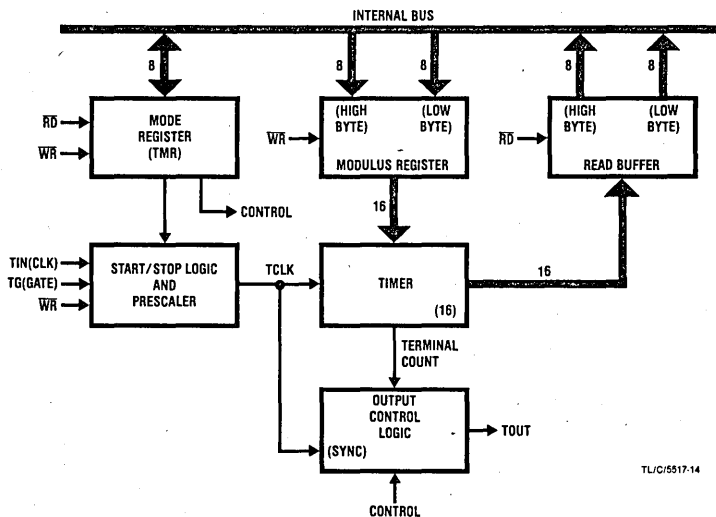 INTERNAL BUS
8
8
8
8
8
RD
WR
MODE
REGISTER
(TMR)
WR
(HIGH
BYTE)
(LOW
BYTE)
MODULUS REGISTER
RD
(HIGH
BYTE)
(LOW
BYTE)
READ BUFFER
CONTROL
16
TIN(CLK)
TG(GATE)
WR
START/STOP LOGIC
AND
PRESCALER
TCLK
TIMER
(16)
16
TERMINAL
COUNT
OUTPUT
CONTROL
LOGIC
(SYNC)
TOUT
CONTROL
TL/C/5517-14